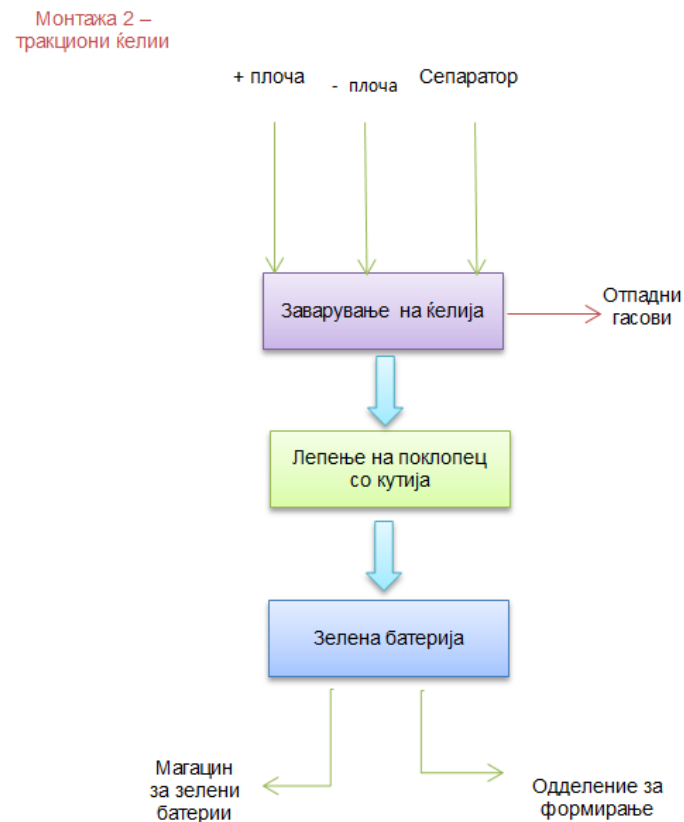 Монтажа 2 –
тракциони ќелии
+ плоча
- плоча
Сепаратор
Заварување на ќелија
Отпадни
гасови
Лепење на поклопец
со кутија
Зелена батерија
Магацин
за зелени
батерии
Одделение за
формирање